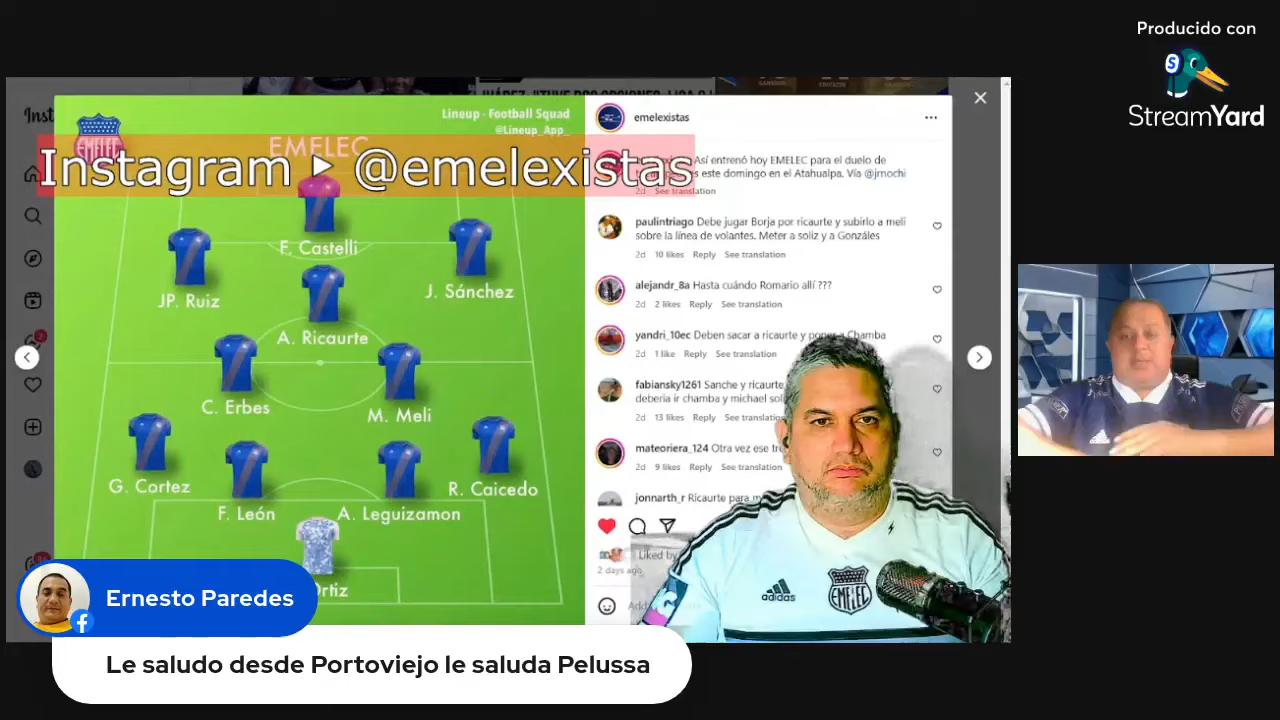 Producido con
StreamYard
Inst
Lineup - Football Squad
@Lineup_App_
EMELEC
EMELEC
Instagram ► @emelexistas
F. Castelli
JP. Ruiz
J. Sánchez
A. Ricaurte
C. Erbes
M. Meli
G. Cortez
R. Caicedo
F. León
A. Leguizamon
emelexistas
Así entrenó hoy EMELEC para el duelo de
este domingo en el Atahualpa. Vía @jmochi
2d See translation
paulintriago Debe jugar Borja por ricaurte y subirlo a meli
sobre la línea de volantes. Meter a soliz y a Gonzáles
2d 10 likes Reply See translation
alejandr_8a Hasta cuándo Romario allí ???
2d 2 likes Reply See translation
yandri_10ec Deben sacar a ricaurte y poner a Chamba
2d 1 like Reply See translation
fabiansky1261 Sanche y ricaurte
deberia ir chamba y michael
2d 13 likes Reply See translation
mateoriera_124 Otra vez ese
2d 9 likes Reply See translation
jonnarth_r Ricaurte para
Liked by
2 days ago
adidas
EMELEC
Ernesto Paredes
Le saludo desde Portoviejo le saluda Pelussa